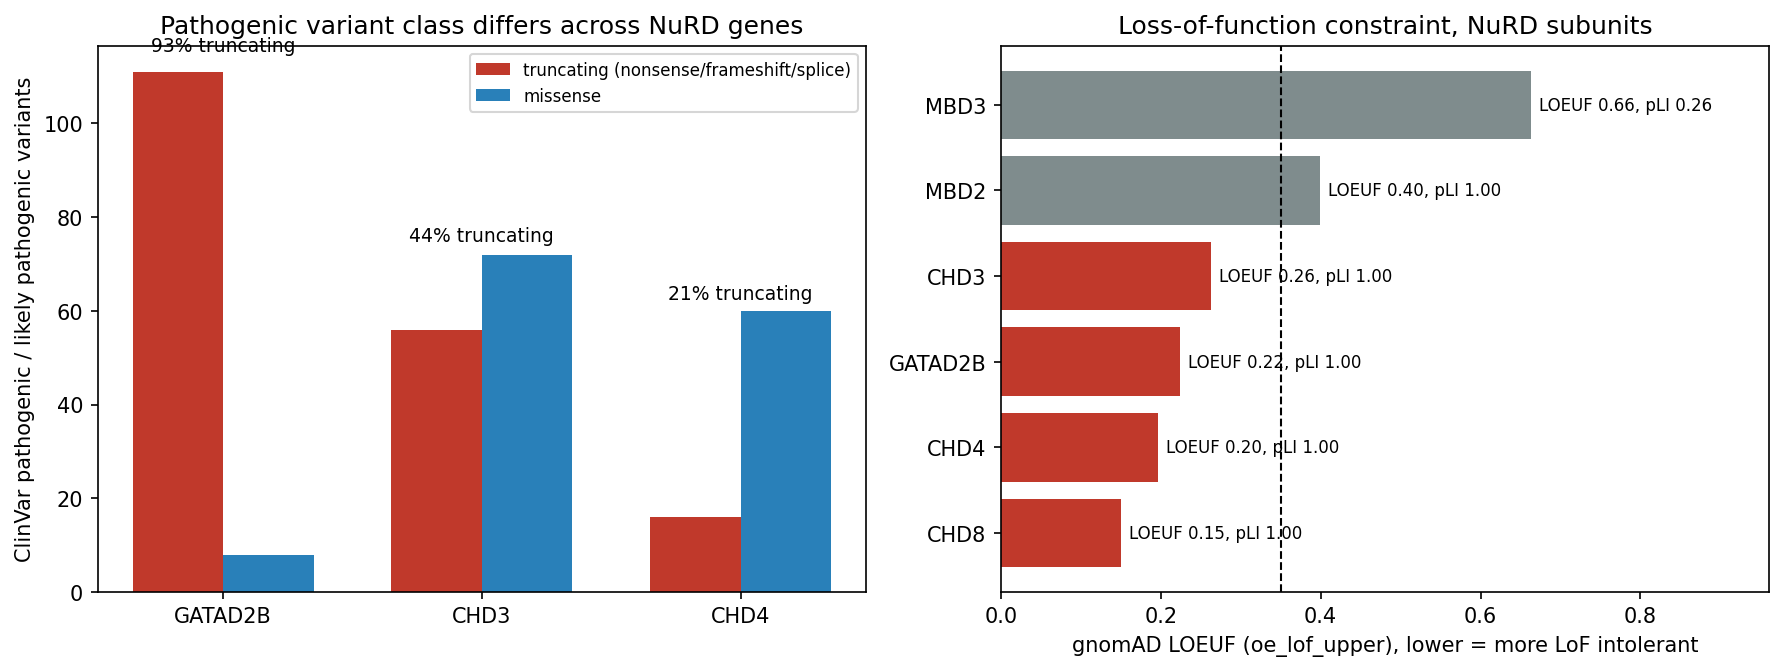 Pathogenic variant class differs across NuRD genes
93% truncating
truncating (nonsense/frameshift/splice)
missense
44% truncating
21% truncating
ClinVar pathogenic / likely pathogenic variants
100
80
60
40
20
0
GATAD2B
CHD3
CHD4
Loss-of-function constraint, NuRD subunits
MBD3
LOEUF 0.66, pLI 0.26
MBD2
LOEUF 0.40, pLI 1.00
CHD3
LOEUF 0.26, pLI 1.00
GATAD2B
LOEUF 0.22, pLI 1.00
CHD4
LOEUF 0.20, pLI 1.00
CHD8
LOEUF 0.15, pLI 1.00
0.0
0.2
0.4
0.6
0.8
gnomAD LOEUF (oe_lof_upper), lower = more LoF intolerant